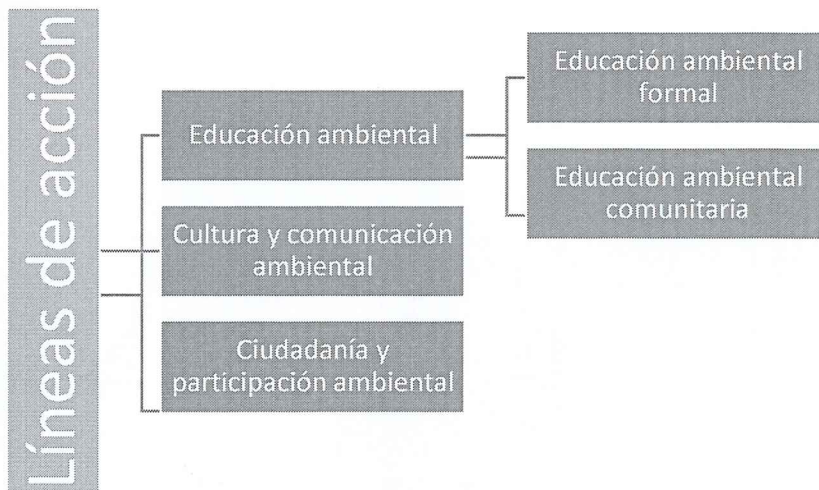 Líneas de acción
Educación ambiental
Cultura y comunicación
ambiental
Ciudadanía y
participación ambiental
Educación ambiental
formal
Educación ambiental
comunitaria